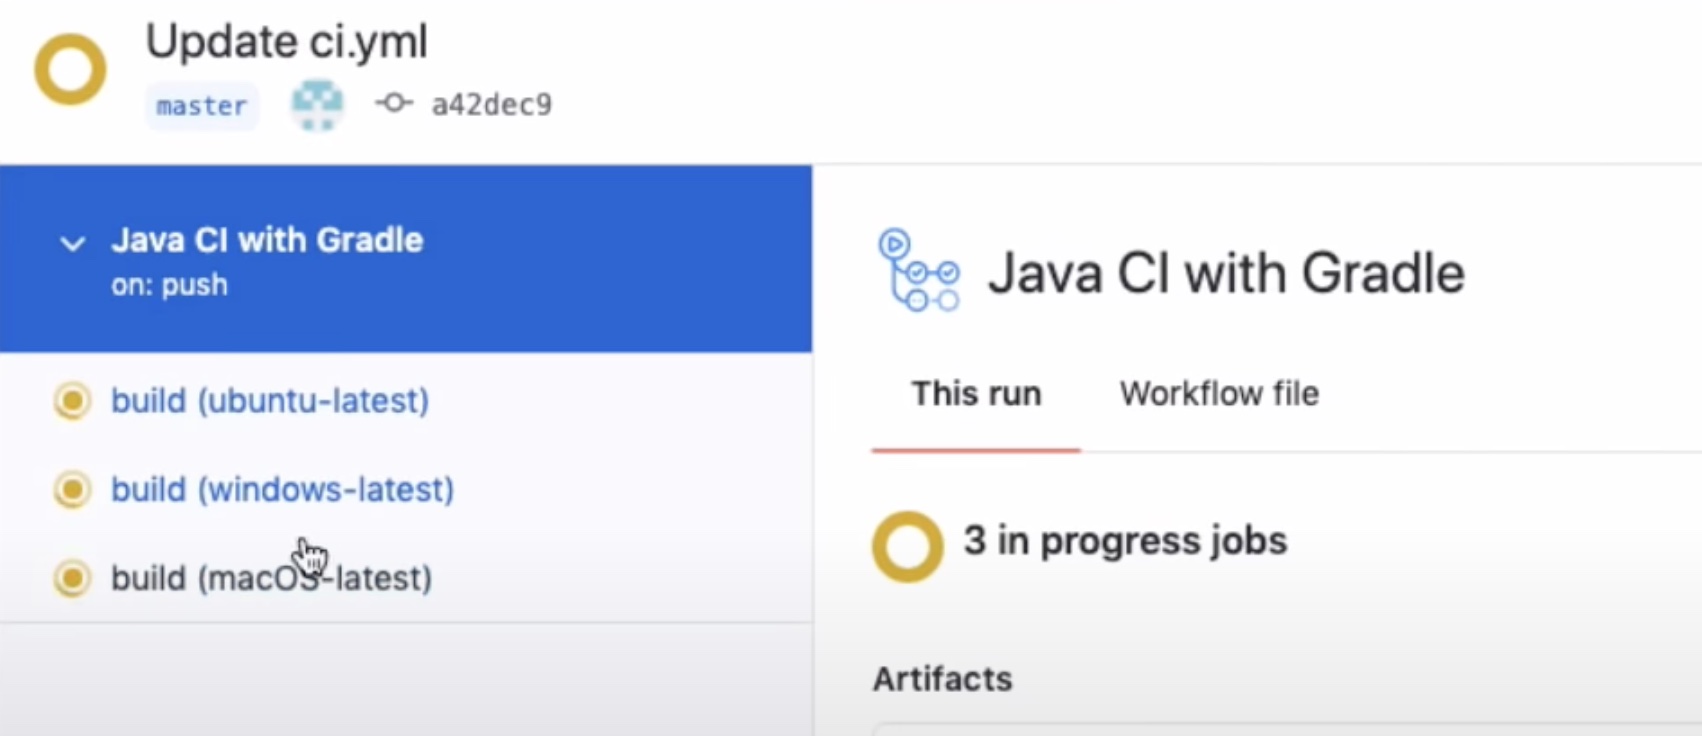 Update ci.yml
master a42dec9
Java CI with Gradle
on: push
build (ubuntu-latest)
build (windows-latest)
build (macOS-latest)
Java CI with Gradle
This run Workflow file
3 in progress jobs
Artifacts